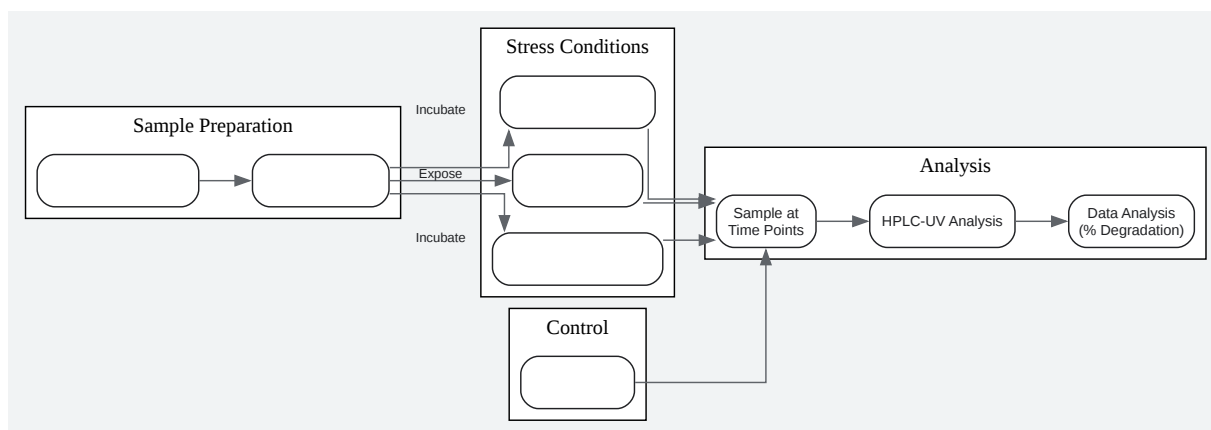 Stress Conditions
Incubate
Sample Preparation
Expose
Incubate
Analysis
Sample at
Time Points
HPLC-UV Analysis
Data Analysis
(% Degradation)
Control